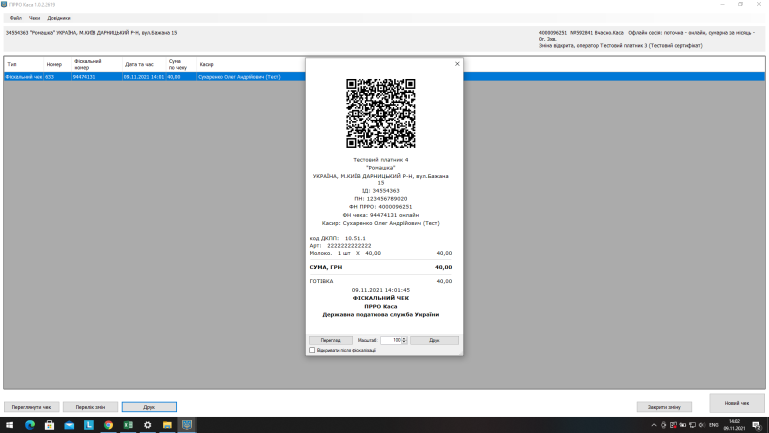 ПРРО Каса 1.0.2.2619
Файл Чеки Довідники
34554363 "Ромашка" УКРАЇНА, М.КИЇВ ДАРНИЦЬКИЙ Р-Н, вул.Бажана 15
4000096251 №592841 Вчасно.Каса Офлайн сесія: поточна - онлайн, сумарна за місяць -
0г. 3хв.
Зміна відкрита, оператор Тестовий платник 3 (Тестовий сертифікат)
Тип Номер Фіскальний номер Дата та час Сума по чеку Касир
Фіскальний чек 633 94474131 09.11.2021 14:01 40,00 Сухаренко Олег Андрійович (Тест)
Тестовий платник 4
"Ромашка"
УКРАЇНА, М.КИЇВ ДАРНИЦЬКИЙ Р-Н, вул.Бажана
15
ІД: 34554363
ПН: 123456789020
ФН ПРРО: 4000096251
ФН чека: 94474131 онлайн
Касир: Сухаренко Олег Андрійович (Тест)
код ДКПП: 10.51.1
Арт: 2222222222222
Молоко. 1 шт X 40,00 40,00
СУМА, ГРН 40,00
ГОТІВКА 40,00
09.11.2021 14:01:45
ФІСКАЛЬНИЙ ЧЕК
ПРРО Каса
Державна податкова служба України
Перегляд Масштаб 100 Друк
Відкривати після фіскалізації
Переглянути чек Перелік змін Друк Закрити зміну Новий чек
ENG 14:02
09.11.2021